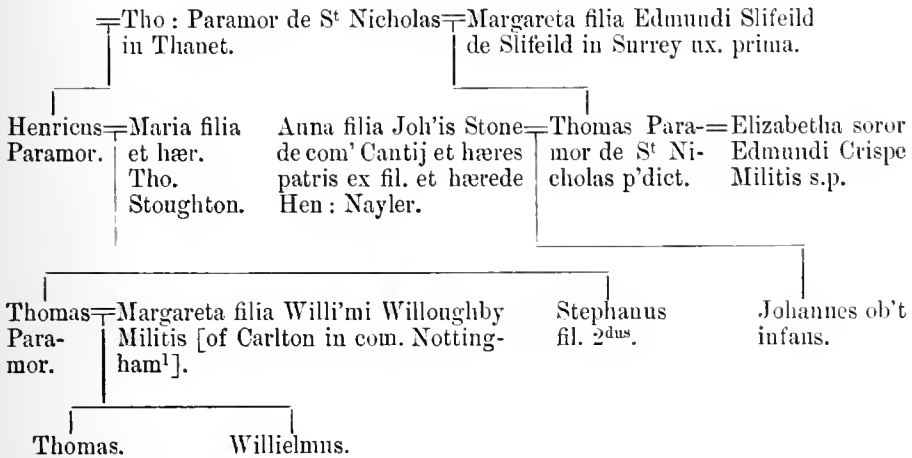 Tho : Paramor de Sᵗ Nicholas Margareta filia Edmundi Slifeild
in Thanet. de Slifeild in Surrey ux. prima.
Henricus Maria filia Anna filia Joh'is Stone Thomas Para- Elizabetha soror
Paramor. et hær. de com' Cantij et hæres mor de Sᵗ Ni- Edmundi Crispe
Tho. patris ex fil. et hærede cholas p'dict. Militis s.p.
Stoughton. Hen : Nayler.
Thomas Margareta filia Willi'mi Willoughby Stephanus Johannes ob't
Para- Militis [of Carlton in com. Notting- fil. 2ᵈᵘˢ. infans.
mor. ham¹].
Thomas. Willielmus.